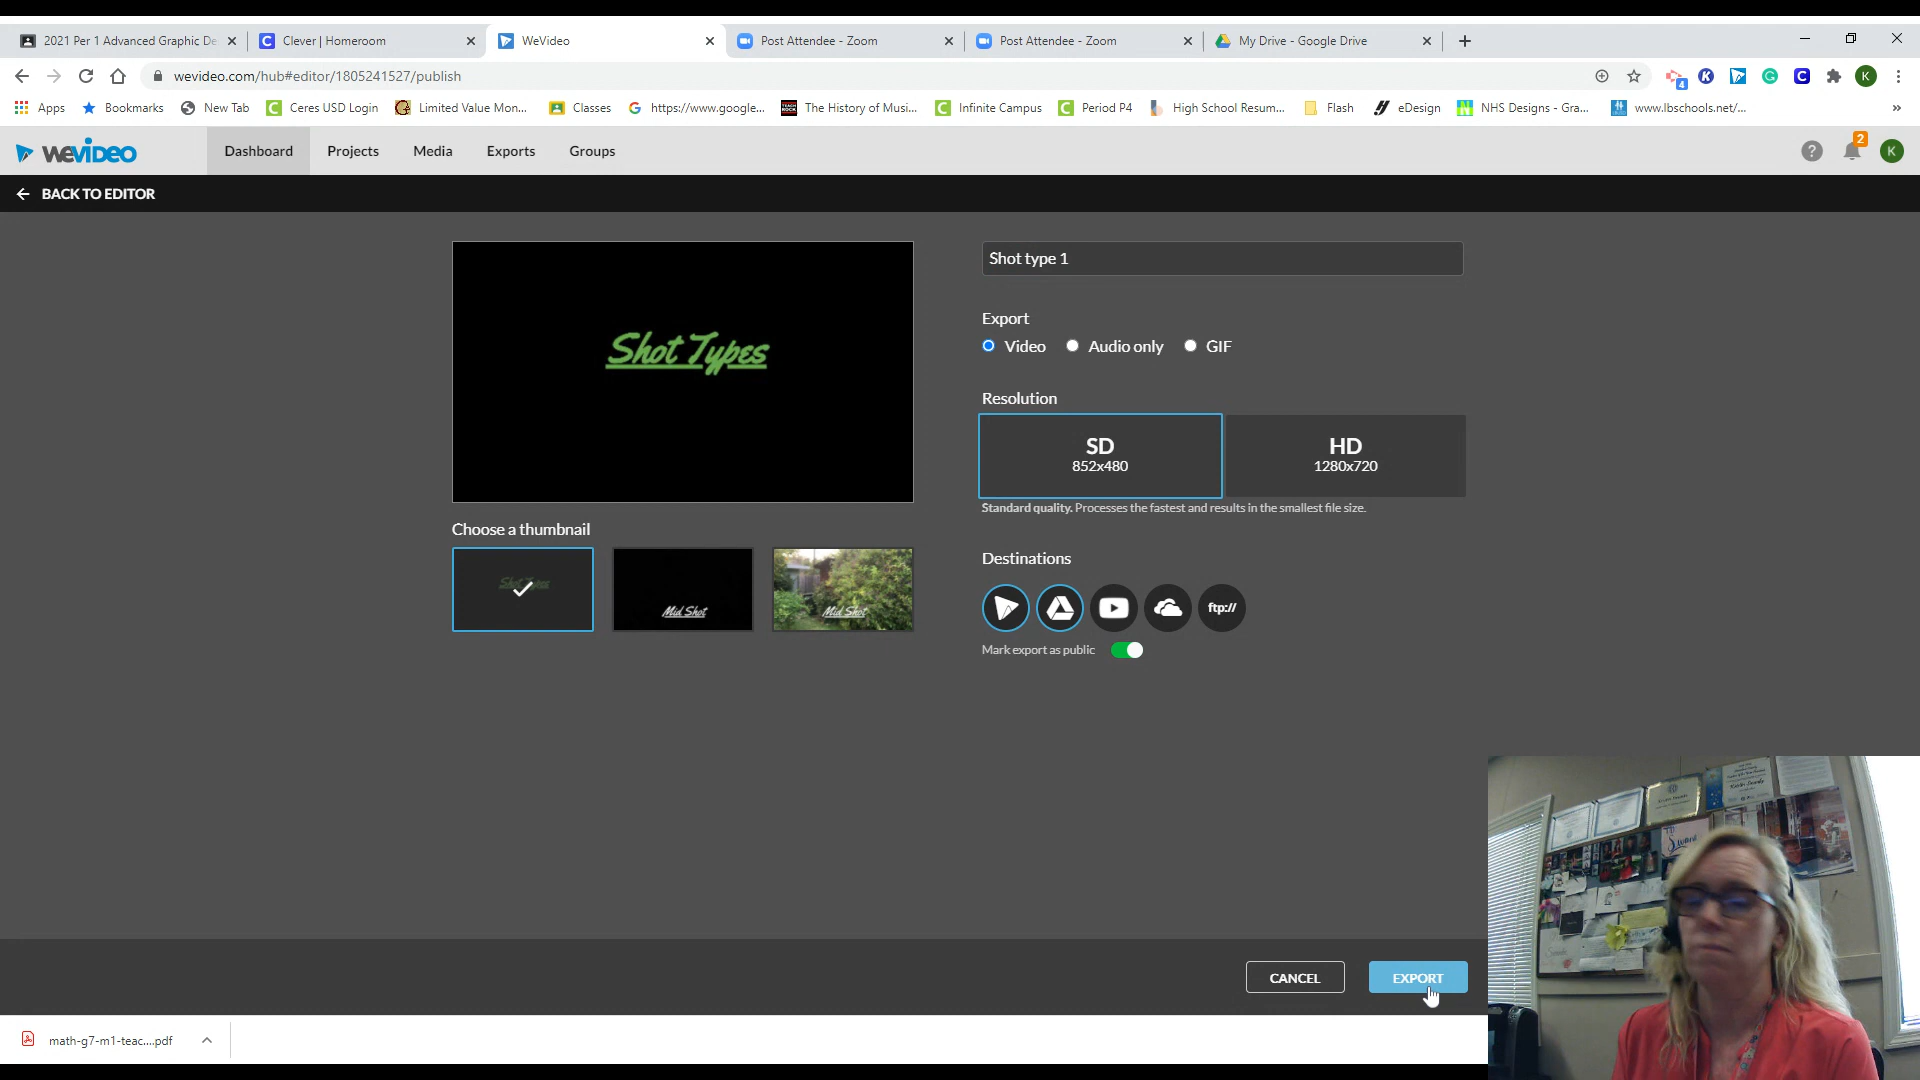 2021 Per 1 Advanced Graphic De
Clever | Homeroom
WeVideo
Post Attendee - Zoom
Post Attendee - Zoom
My Drive - Google Drive
wevideo.com/hub#editor/1805241527/publish
4
K
C
K
Apps
Bookmarks
New Tab
Ceres USD Login
Limited Value Mon...
Classes
https://www.google...
The History of Musi...
Infinite Campus
Period P4
High School Resum...
Flash
eDesign
NHS Designs - Gra...
www.lbschools.net/...
WEVIDEO
Dashboard
Projects
Media
Exports
Groups
?
2
K
BACK TO EDITOR
Shot Types
Shot type 1
Export
Video
Audio only
GIF
Resolution
SD
852x480
HD
1280x720
Standard quality. Processes the fastest and results in the smallest file size.
Choose a thumbnail
Shot Types
Mid Shot
Mid Shot
Destinations
ftp://
Mark export as public
CANCEL
EXPORT
math-g7-m1-teac....pdf